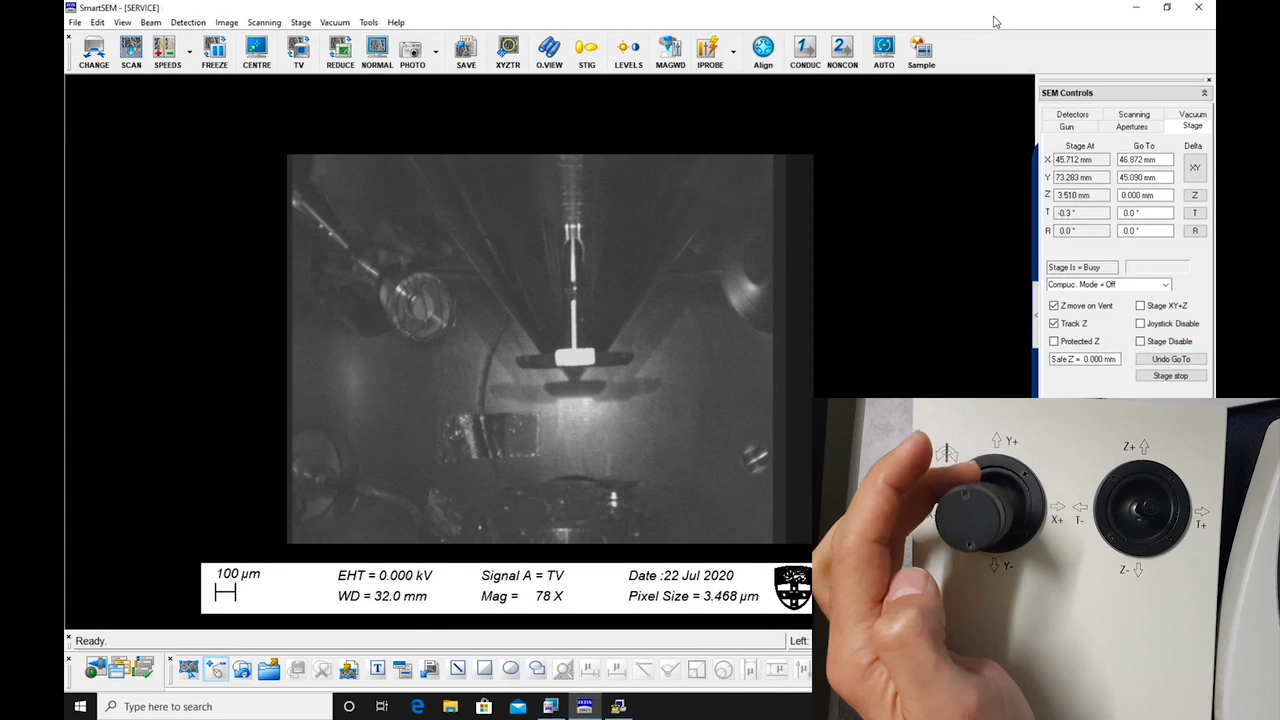 SmartSEM - [SERVICE]
File Edit View Beam Detection Image Scanning Stage Vacuum Tools Help
CHANGE SCAN SPEEDS FREEZE CENTRE TV REDUCE NORMAL PHOTO SAVE XYZTR O.VIEW STIG LEVELS MAGWD IPROBE Align CONDUC NONCON AUTO Sample
SEM Controls
Detectors Scanning Vacuum
Gun Apertures Stage
Stage At Go To Delta
X 45.712 mm 46.872 mm XY
Y 73.283 mm 45.090 mm
Z 3.510 mm 0.000 mm Z
T -0.3 ° 0.0 ° T
R 0.0 ° 0.0 ° R
Stage Is = Busy
Compuc. Mode = Off
Z move on Vent Stage XY+Z
Track Z Joystick Disable
Protected Z Stage Disable
Safe Z = 0.000 mm Undo GoTo
Stage stop
Y+ Z+
X+ T- T+
Y- Z-
100 µm EHT = 0.000 kV Signal A = TV Date :22 Jul 2020
WD = 32.0 mm Mag = 78 X Pixel Size = 3.468 µm
Ready. Left:
Type here to search